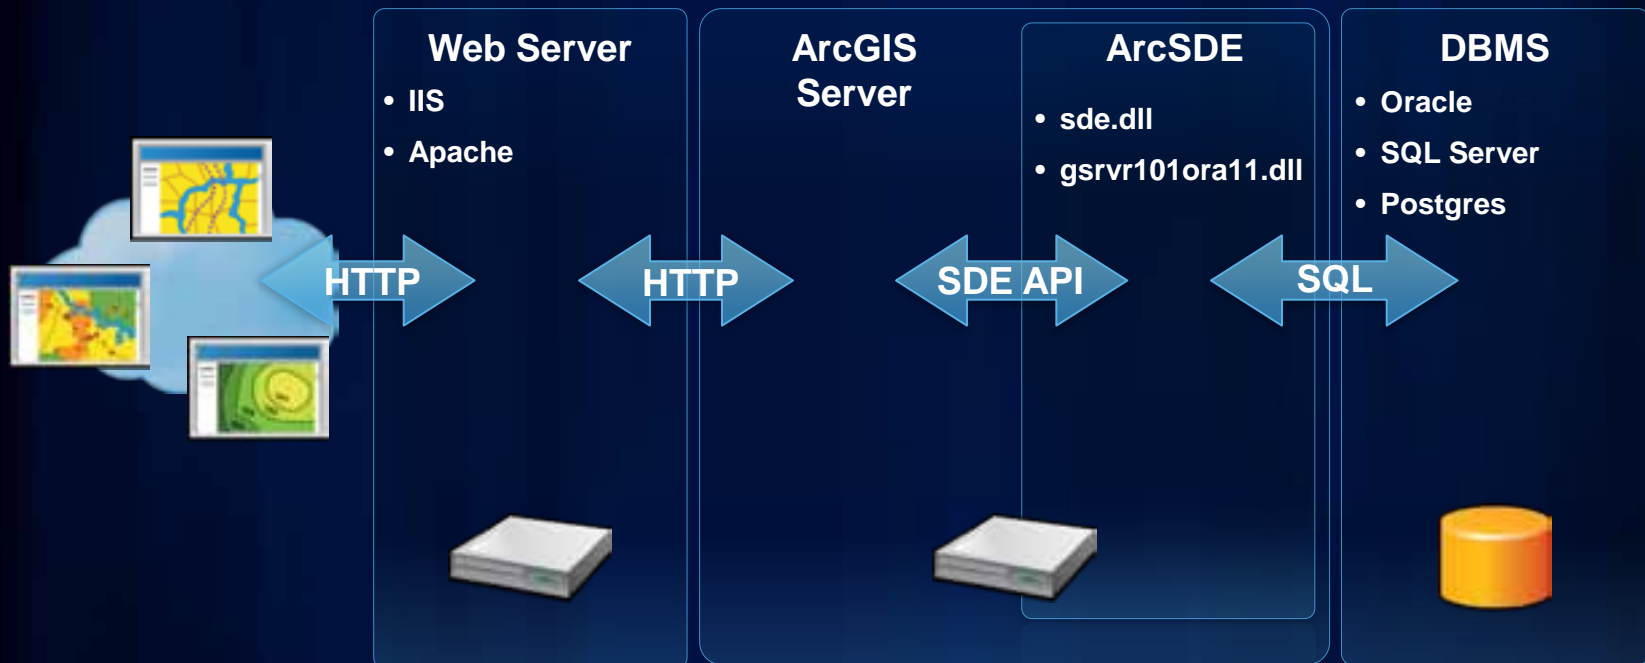 Web Server
• IIS
• Apache
ArcGIS
Server
ArcSDE
• sde.dll
• gsrvr101ora11.dll
DBMS
• Oracle
• SQL Server
• Postgres
HTTP
HTTP
SDE API
SQL